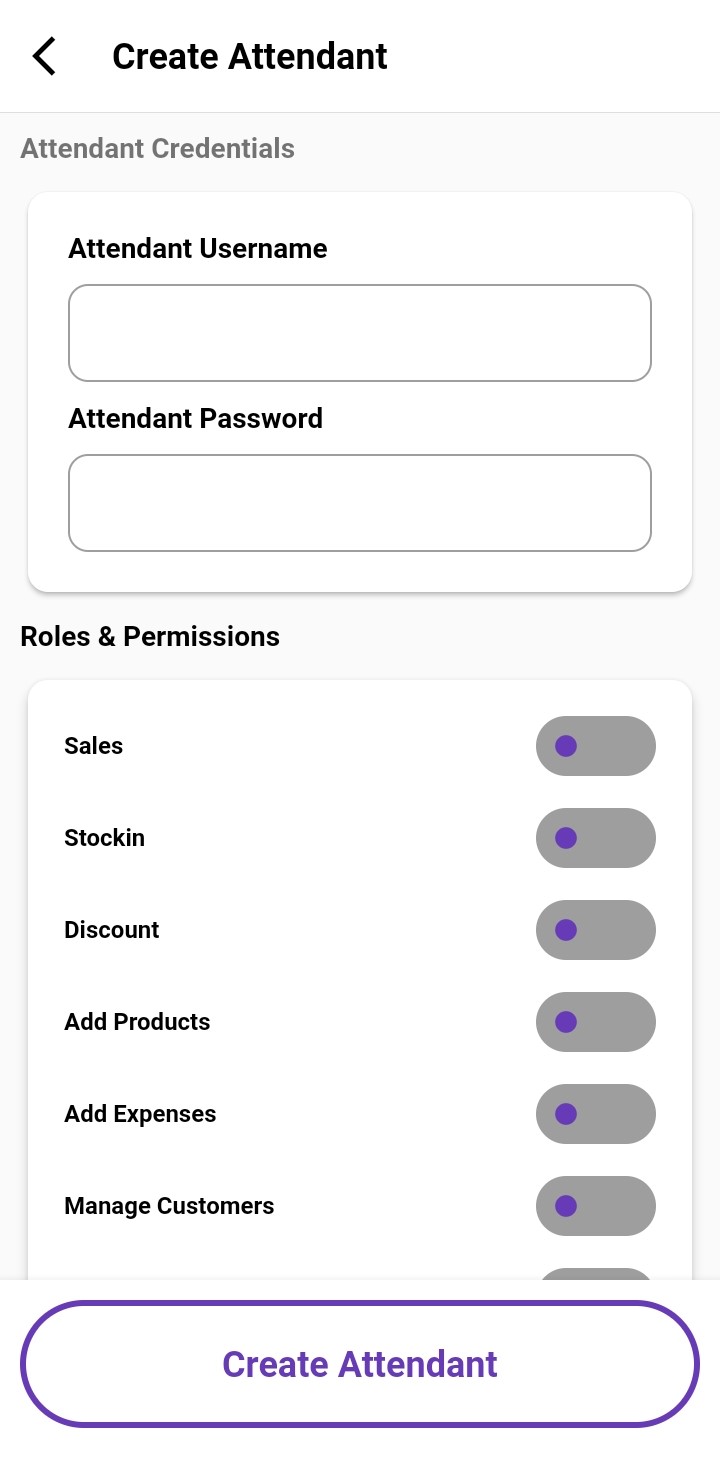 Create Attendant
Attendant Credentials
Attendant Username
Attendant Password
Roles & Permissions
Sales
Stockin
Discount
Add Products
Add Expenses
Manage Customers
Create Attendant